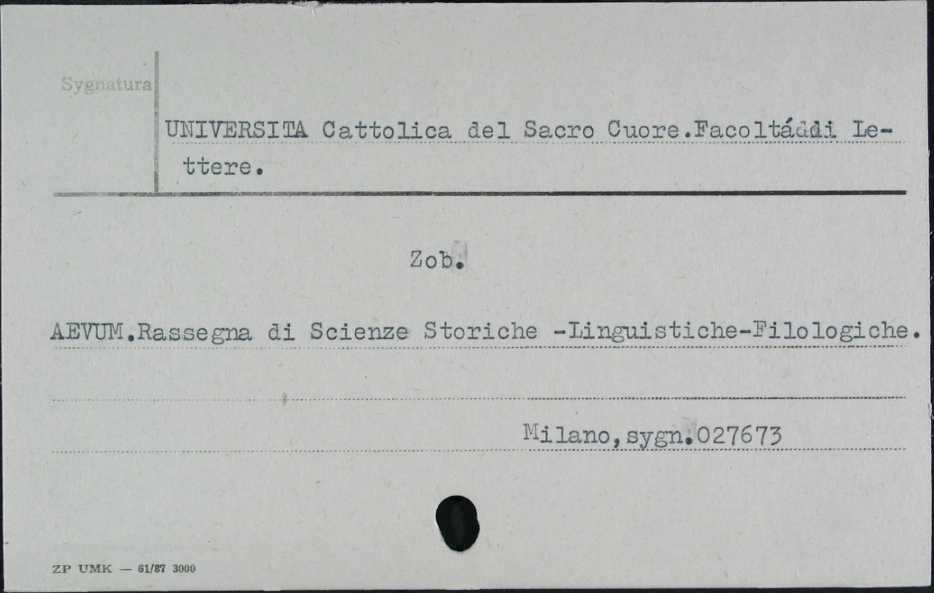 Sygnatura
UNIVERSITA Cattolica del Sacro Cuore.Facoltáddi Le-
ttere.
Zob.
AEVUM.Rassegna di Scienze Storiche -Linguistiche-Filologiche.
Milano,sygn.027673
ZP UMK — 61/87 3000